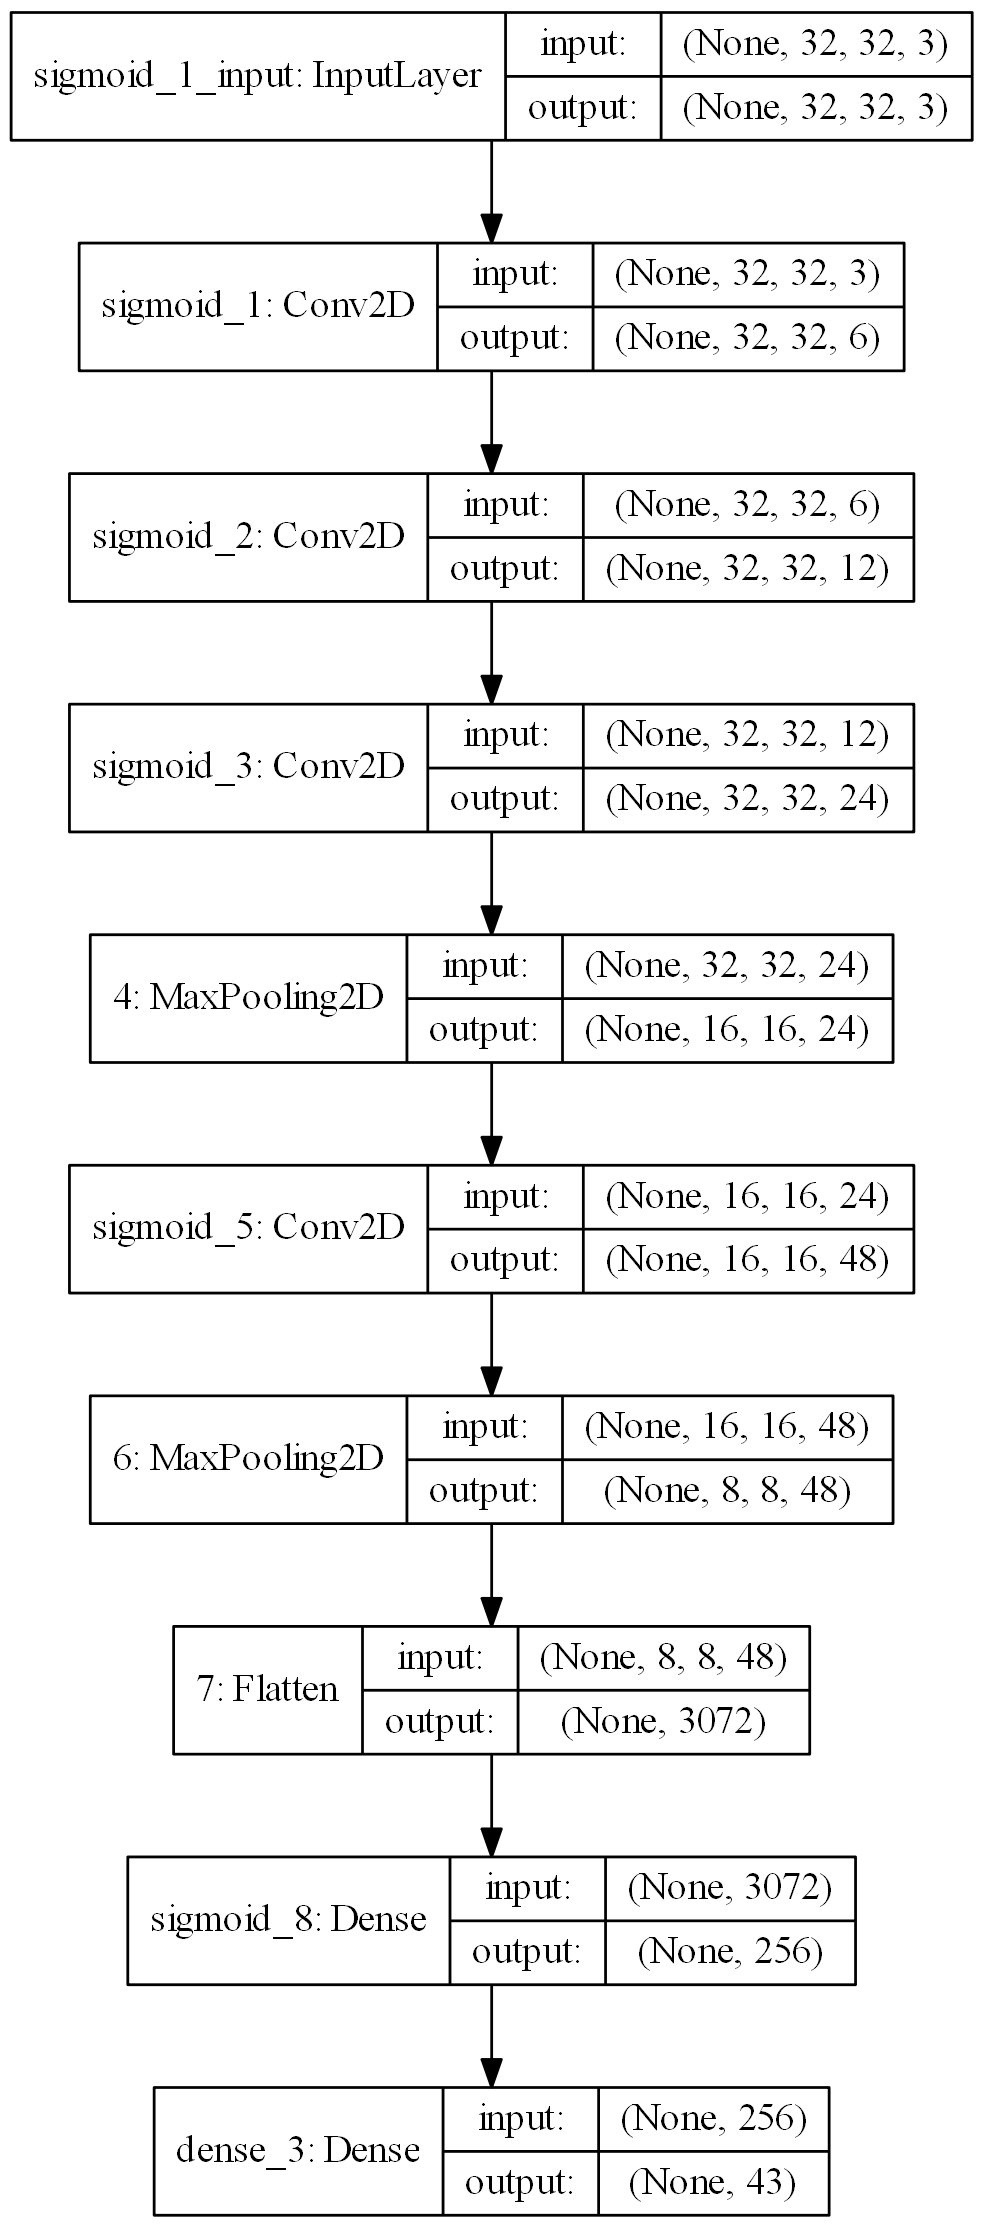 sigmoid_1_input: InputLayer
input:
(None, 32, 32, 3)
output:
(None, 32, 32, 3)
sigmoid_1: Conv2D
input:
(None, 32, 32, 3)
output:
(None, 32, 32, 6)
sigmoid_2: Conv2D
input:
(None, 32, 32, 6)
output:
(None, 32, 32, 12)
sigmoid_3: Conv2D
input:
(None, 32, 32, 12)
output:
(None, 32, 32, 24)
4: MaxPooling2D
input:
(None, 32, 32, 24)
output:
(None, 16, 16, 24)
sigmoid_5: Conv2D
input:
(None, 16, 16, 24)
output:
(None, 16, 16, 48)
6: MaxPooling2D
input:
(None, 16, 16, 48)
output:
(None, 8, 8, 48)
7: Flatten
input:
(None, 8, 8, 48)
output:
(None, 3072)
sigmoid_8: Dense
input:
(None, 3072)
output:
(None, 256)
dense_3: Dense
input:
(None, 256)
output:
(None, 43)